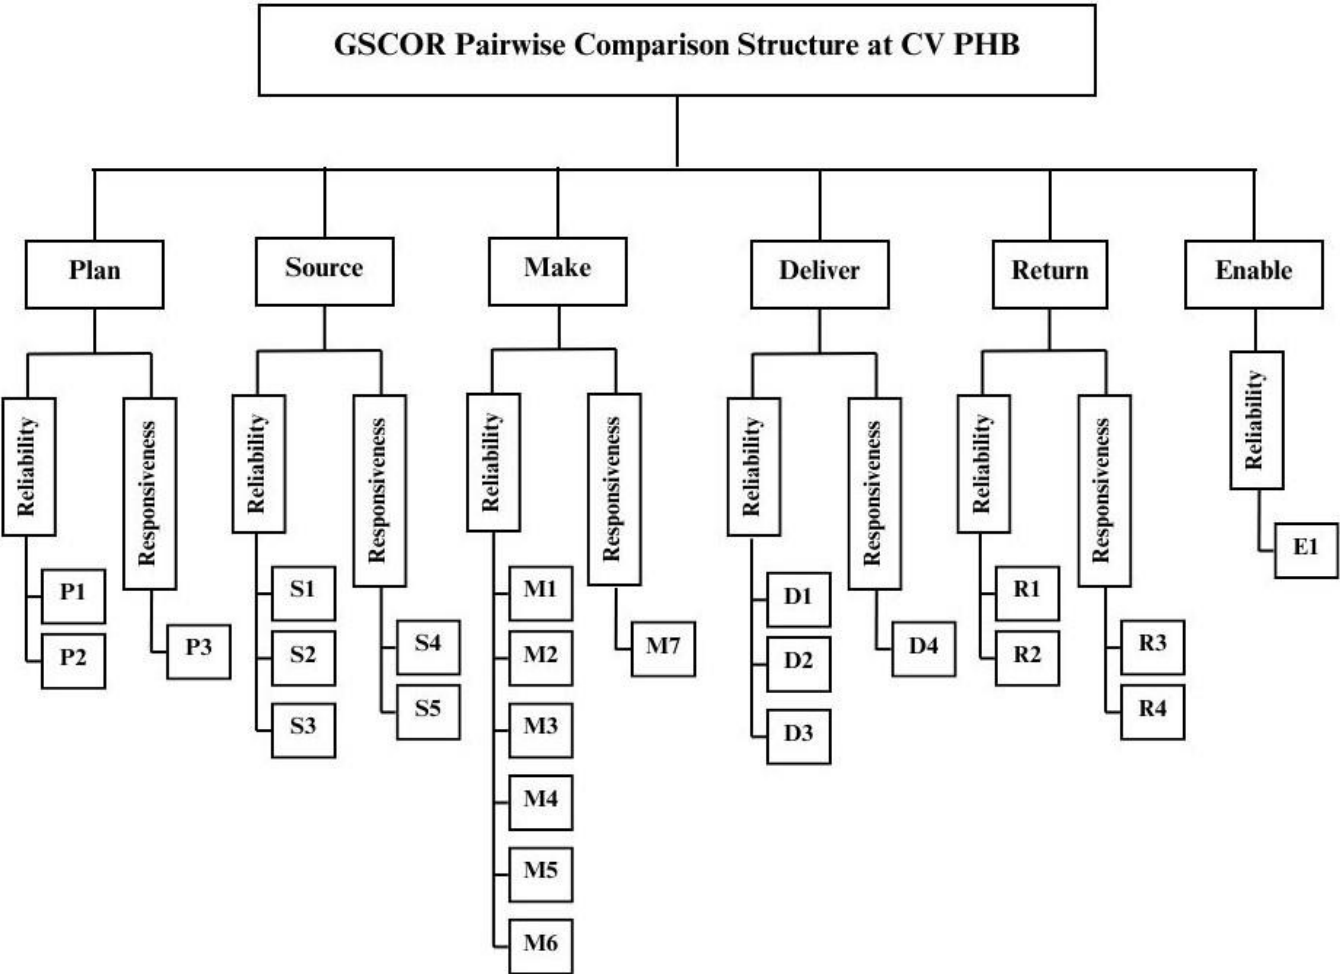 GSCOR Pairwise Comparison Structure at CV PHB
Plan
Source
Make
Deliver
Return
Enable
Reliability
Responsiveness
Reliability
Responsiveness
Reliability
Responsiveness
Reliability
Responsiveness
Reliability
Responsiveness
Reliability
P1
P2
P3
S1
S2
S3
S4
S5
M1
M2
M3
M4
M5
M6
M7
D1
D2
D3
D4
R1
R2
R3
R4
E1